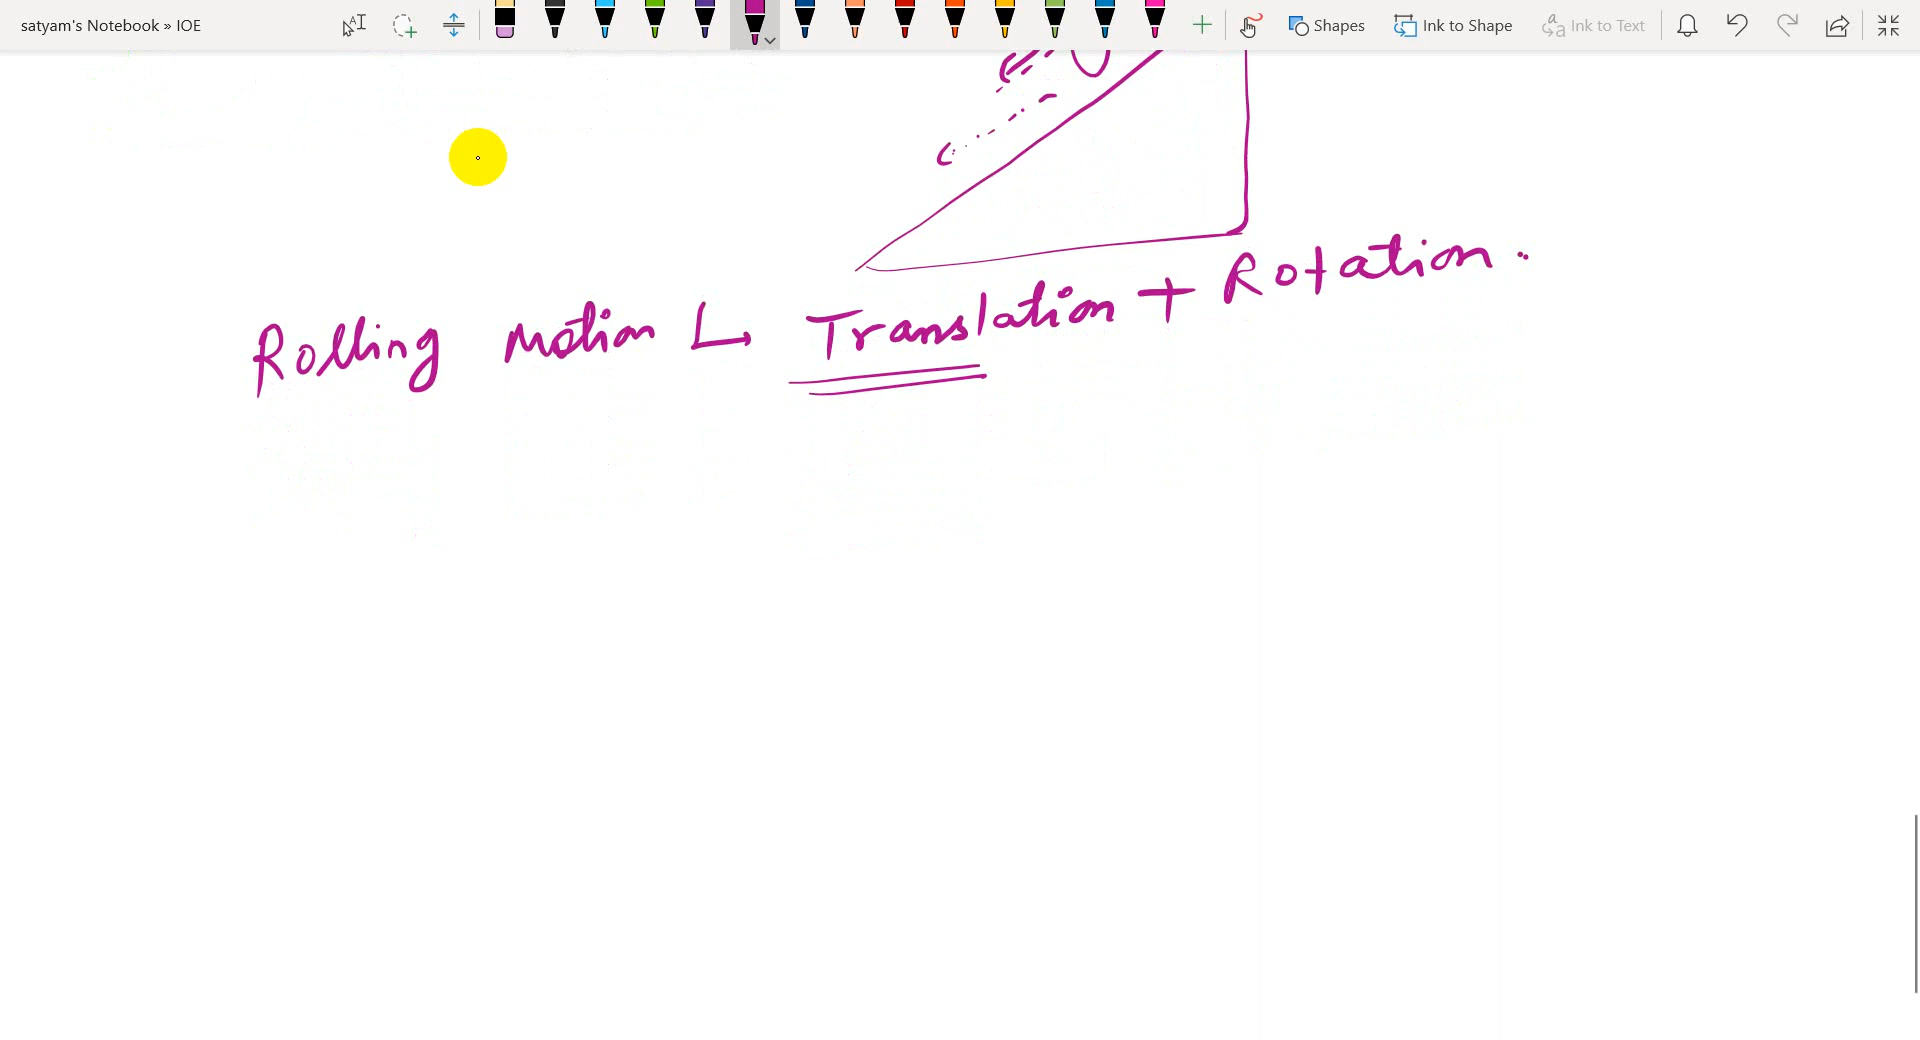 satyam's Notebook » IOE
Shapes
Ink to Shape
Ink to Text
Rolling Motion ↳ Translation + Rotation.